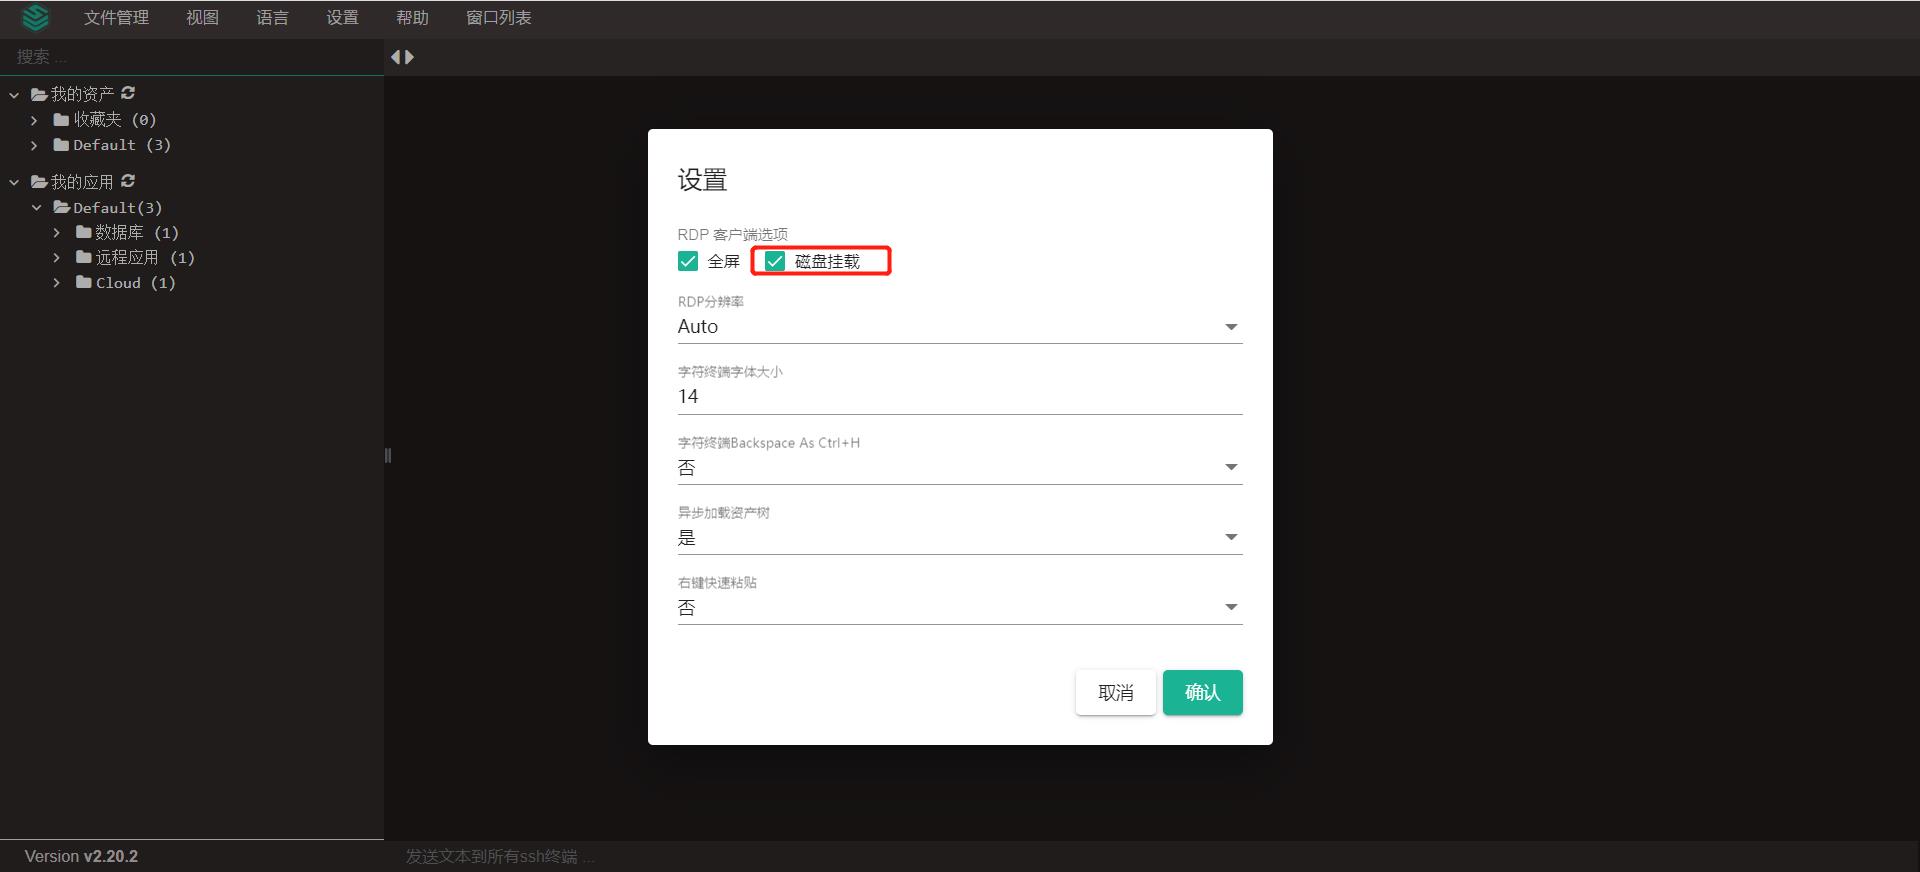 文件管理 视图 语言 设置 帮助 窗口列表
搜索 ...
我的资产
收藏夹 (0)
Default (3)
我的应用
Default(3)
数据库 (1)
远程应用 (1)
Cloud (1)
设置
RDP 客户端选项
全屏 磁盘挂载
RDP分辨率
Auto
字符终端字体大小
14
字符终端Backspace As Ctrl+H
否
异步加载资产树
是
右键快速粘贴
否
取消 确认
Version v2.20.2
发送文本到所有ssh终端 ...